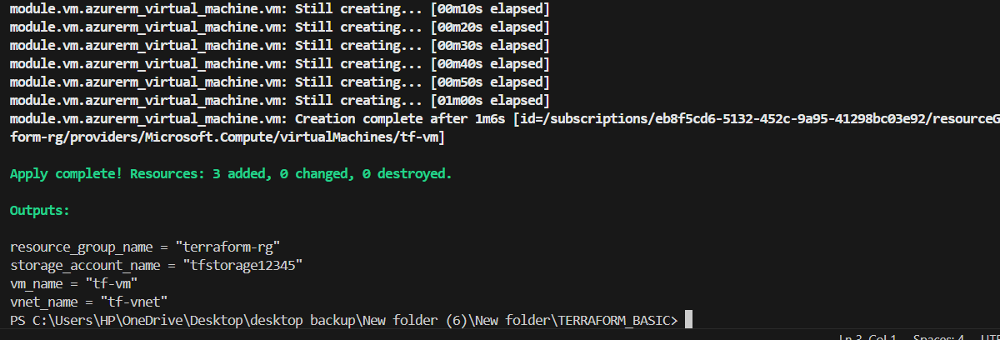 module.vm.azurerm_virtual_machine.vm: Still creating... [00m10s elapsed]
module.vm.azurerm_virtual_machine.vm: Still creating... [00m20s elapsed]
module.vm.azurerm_virtual_machine.vm: Still creating... [00m30s elapsed]
module.vm.azurerm_virtual_machine.vm: Still creating... [00m40s elapsed]
module.vm.azurerm_virtual_machine.vm: Still creating... [00m50s elapsed]
module.vm.azurerm_virtual_machine.vm: Still creating... [01m00s elapsed]
module.vm.azurerm_virtual_machine.vm: Creation complete after 1m6s [id=/subscriptions/eb8f5cd6-5132-452c-9a95-41298bc03e92/resourceG
form-rg/providers/Microsoft.Compute/virtualMachines/tf-vm]
Apply complete! Resources: 3 added, 0 changed, 0 destroyed.
Outputs:
resource_group_name = "terraform-rg"
storage_account_name = "tfstorage12345"
vm_name = "tf-vm"
vnet_name = "tf-vnet"
PS C:\Users\HP\OneDrive\Desktop\desktop backup\New folder (6)\New folder\TERRAFORM_BASIC>
Ln 3, Col 1 Spaces: 4 UTF